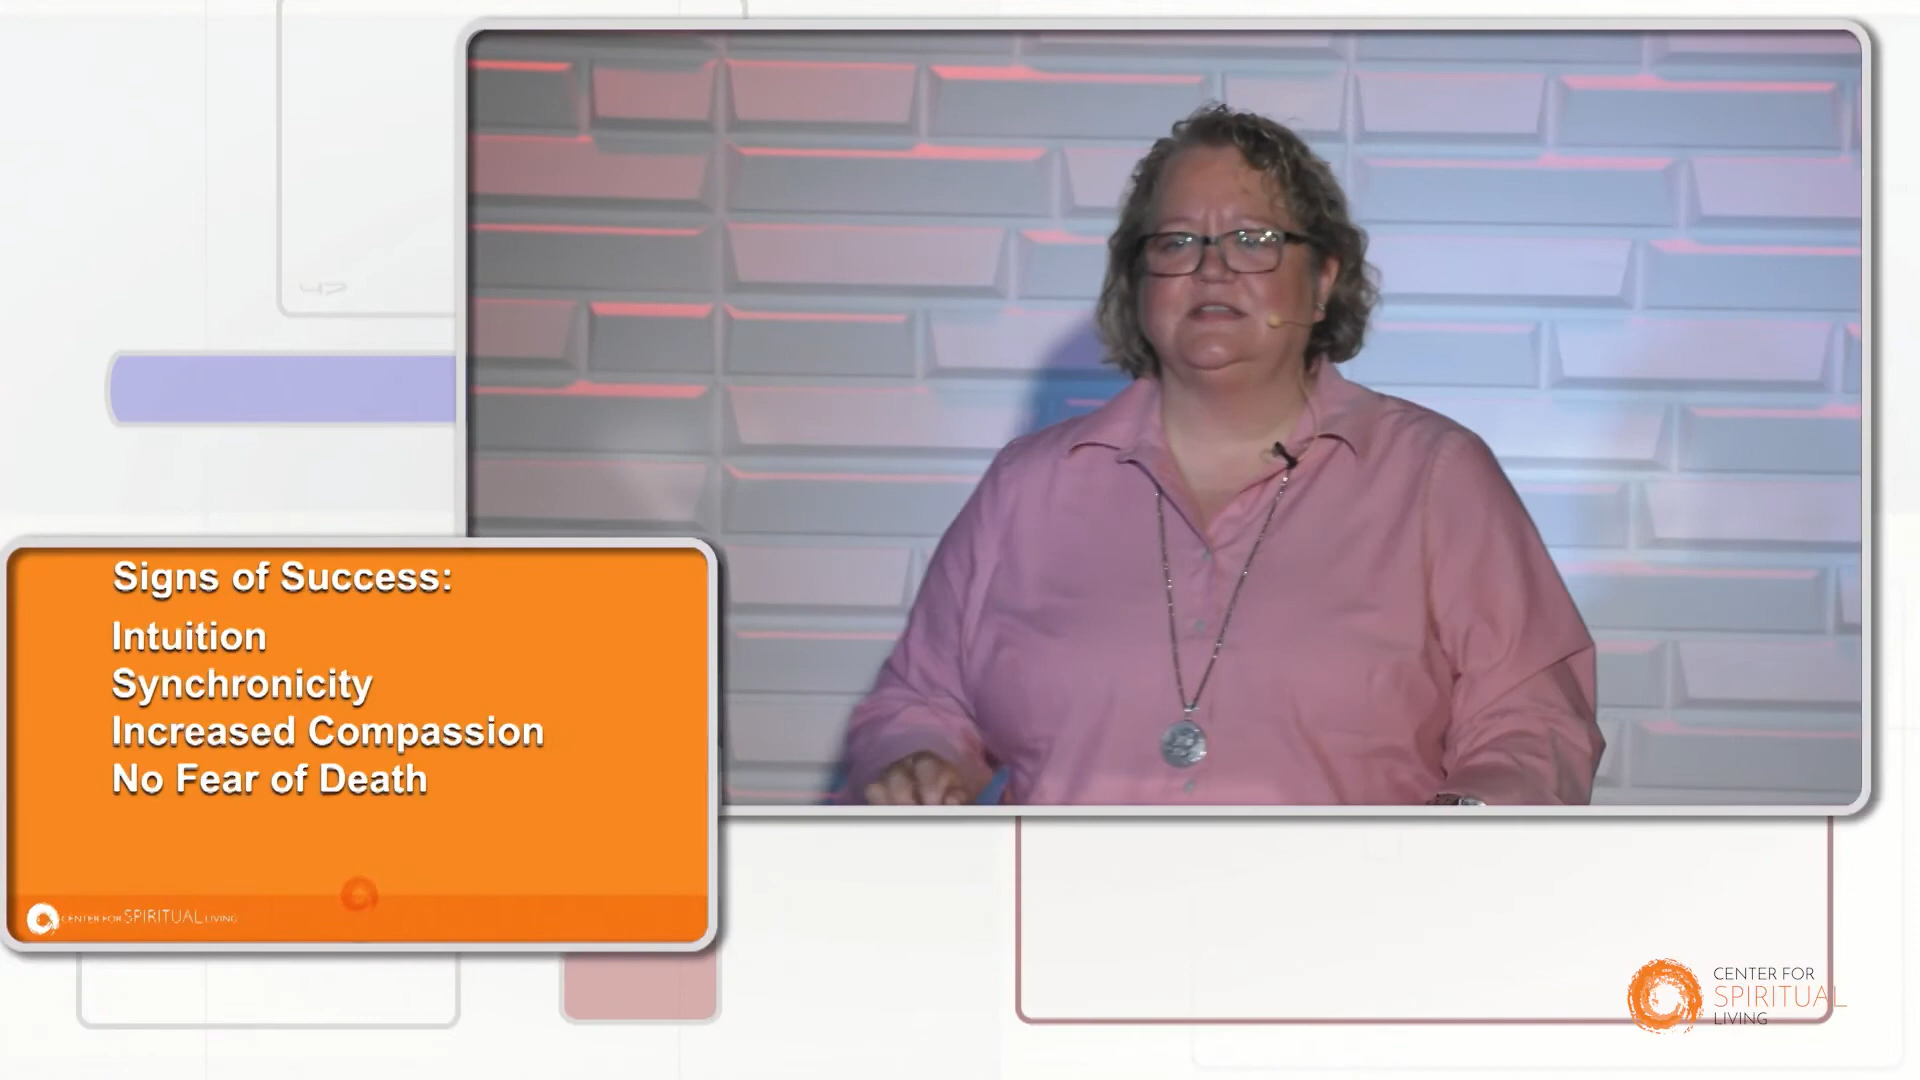 Signs of Success:
Intuition
Synchronicity
Increased Compassion
No Fear of Death
CENTER FOR SPIRITUAL LIVING
CENTER FOR
SPIRITUAL
LIVING